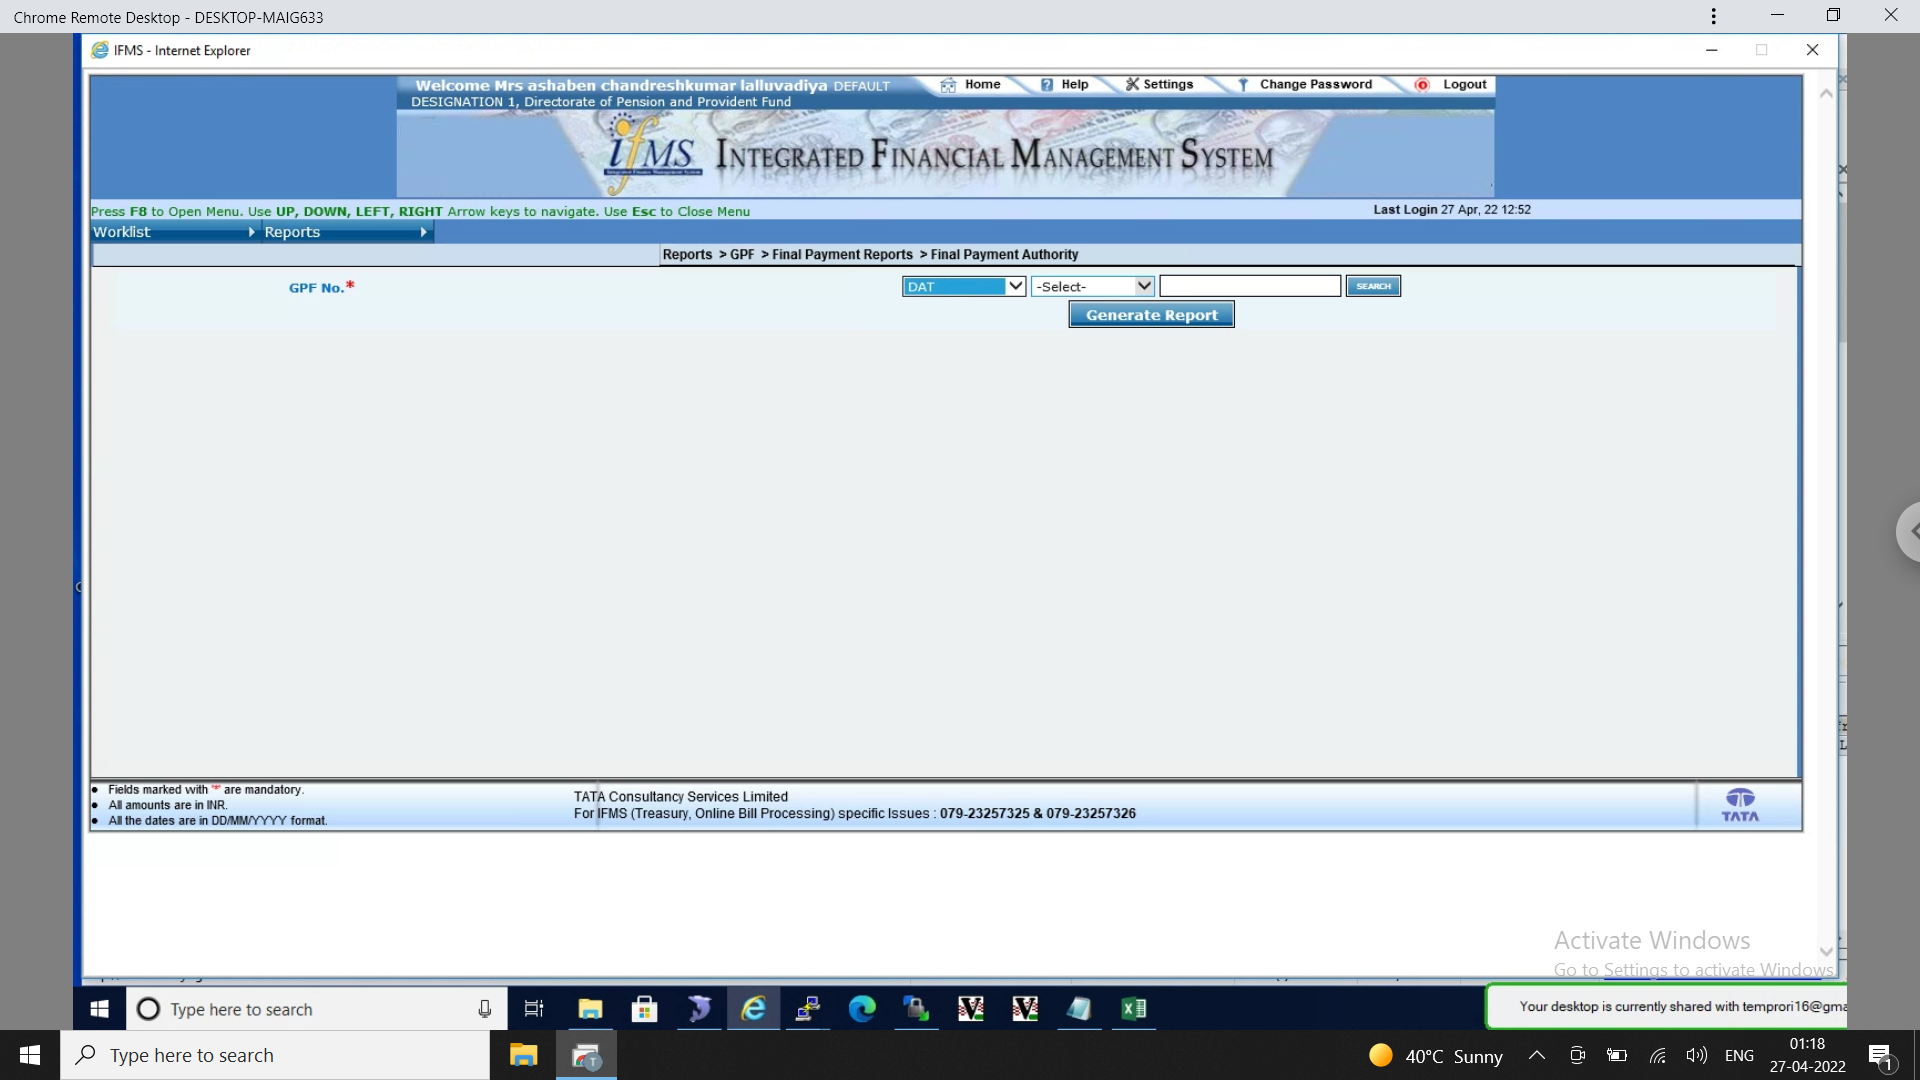 Chrome Remote Desktop - DESKTOP-MAIG633
IFMS - Internet Explorer
Welcome Mrs ashaben chandreshkumar lalluvadiya DEFAULT
Home
Help
Settings
Change Password
Logout
DESIGNATION 1, Directorate of Pension and Provident Fund
ifMS INTEGRATED FINANCIAL MANAGEMENT SYSTEM
Press F8 to Open Menu. Use UP, DOWN, LEFT, RIGHT Arrow keys to navigate. Use Esc to Close Menu
Last Login 27 Apr, 22 12:52
Worklist
Reports
Reports > GPF > Final Payment Reports > Final Payment Authority
GPF No.*
DAT
-Select-
SEARCH
Generate Report
Fields marked with '*' are mandatory.
All amounts are in INR.
All the dates are in DD/MM/YYYY format.
TATA Consultancy Services Limited
For IFMS (Treasury, Online Bill Processing) specific Issues : 079-23257325 & 079-23257326
TATA
Activate Windows
Go to Settings to activate Windows.
Type here to search
Your desktop is currently shared with temprori16@gma
Type here to search
40°C Sunny
ENG
01:18
27-04-2022
1